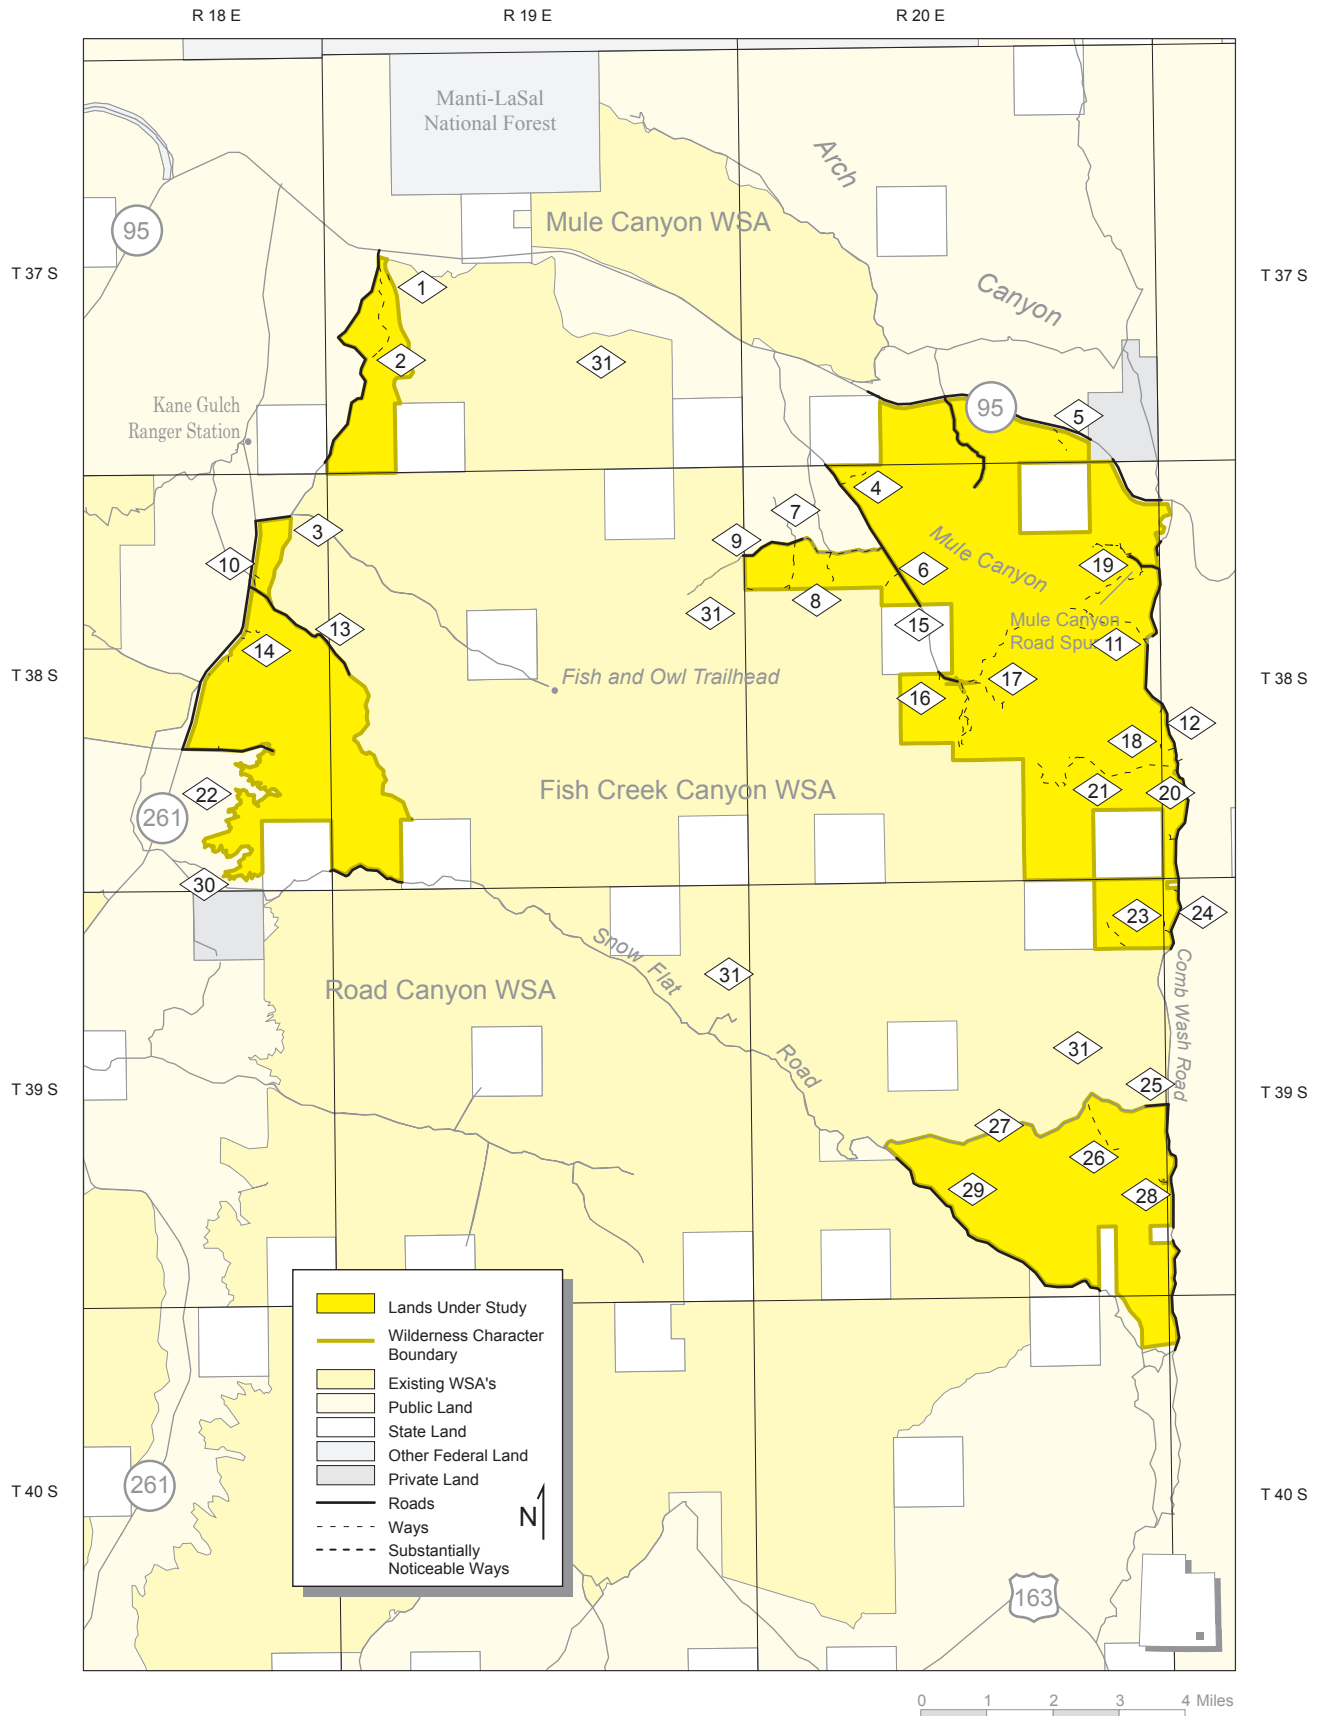 R 18 E
R 19 E
R 20 E
Manti-LaSal
National Forest
Arch
Canyon
Mule Canyon WSA
95
T 37 S
T 37 S
1
2
31
Kane Gulch
Ranger Station
95
5
4
3
7
9
10
6
8
31
Mule Canyon
19
Mule Canyon
Road Spur
11
15
13
14
Fish and Owl Trailhead
T 38 S
T 38 S
16
17
12
18
21
20
22
261
Fish Creek Canyon WSA
30
23
24
Snow Flat
Road
31
Road Canyon WSA
Comb Wash Road
31
25
T 39 S
T 39 S
27
26
29
28
Lands Under Study
Wilderness Character
Boundary
Existing WSA's
Public Land
State Land
Other Federal Land
Private Land
Roads
Ways
Substantially
Noticeable Ways
N
261
T 40 S
T 40 S
163
0 1 2 3 4 Miles